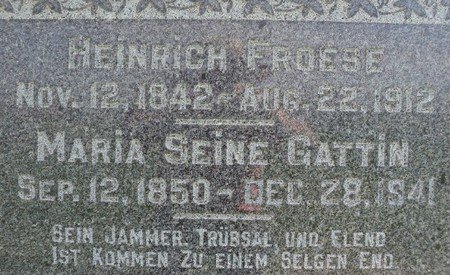 HEINRICH FROESE
NOV. 12, 1842 - AUG. 22, 1912
MARIA SEINE GATTIN
SEP. 12, 1850 - DEC. 28, 1941
SEIN JAMMER, TRÜBSAL, UND ELEND
IST KOMMEN ZU EINEM SELGEN END.